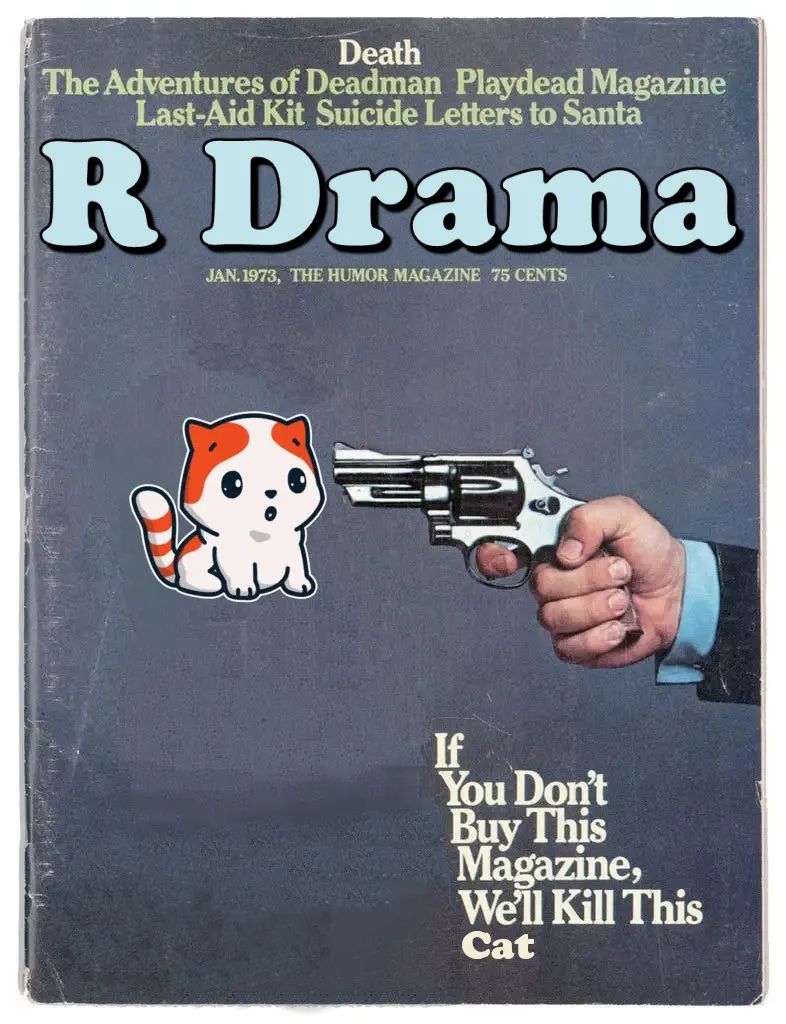 Death
The Adventures of Deadman Playdead Magazine
Last-Aid Kit Suicide Letters to Santa
R Drama
JAN. 1973, THE HUMOR MAGAZINE 75 CENTS
If
You Don't
Buy This
Magazine,
We'll Kill This
Cat